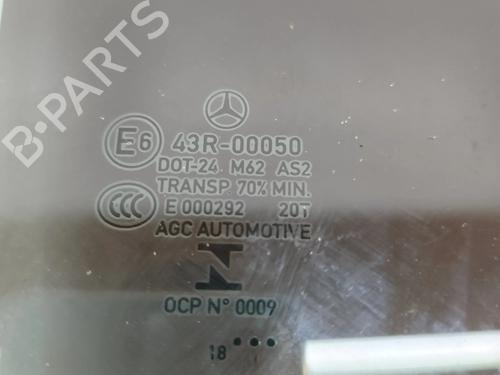 E6 43R-00050
DOT-24 M62 AS2
TRANSP. 70% MIN.
CCC E 000292 20T
AGC AUTOMOTIVE
OCP N° 0009
18
B-PARTS